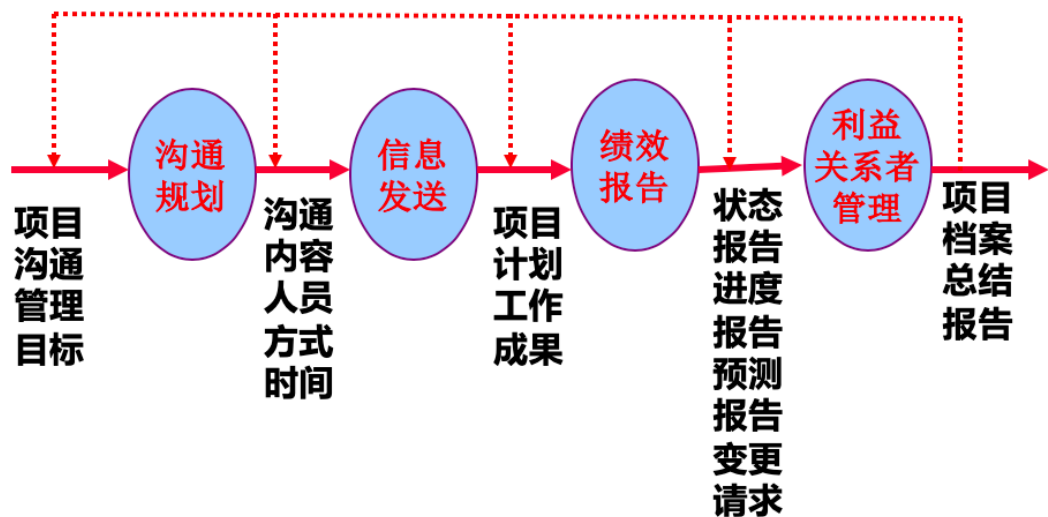 沟通
规划
信息
发送
绩效
报告
利益
关系者
管理
项目
沟通
管理
目标
沟通
内容
人员
方式
时间
项目
计划
工作
成果
状态
报告
进度
报告
预测
报告
变更
请求
项目
档案
总结
报告